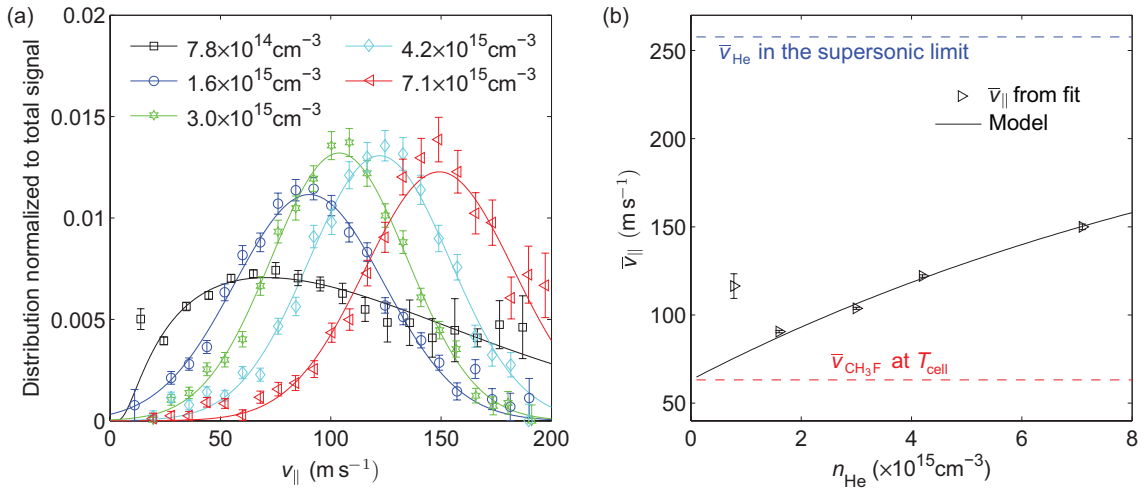 (a)
0.02
0.015
0.01
0.005
0
Distribution normalized to total signal
7.8×10¹⁴cm⁻³
1.6×10¹⁵cm⁻³
3.0×10¹⁵cm⁻³
4.2×10¹⁵cm⁻³
7.1×10¹⁵cm⁻³
0 50 100 150 200
v∥ (m s⁻¹)
(b)
250
200
150
100
50
v̅∥ (m s⁻¹)
v̅He in the supersonic limit
v̅∥ from fit
Model
v̅CH₃F at Tcell
0 2 4 6 8
nHe (×10¹⁵cm⁻³)